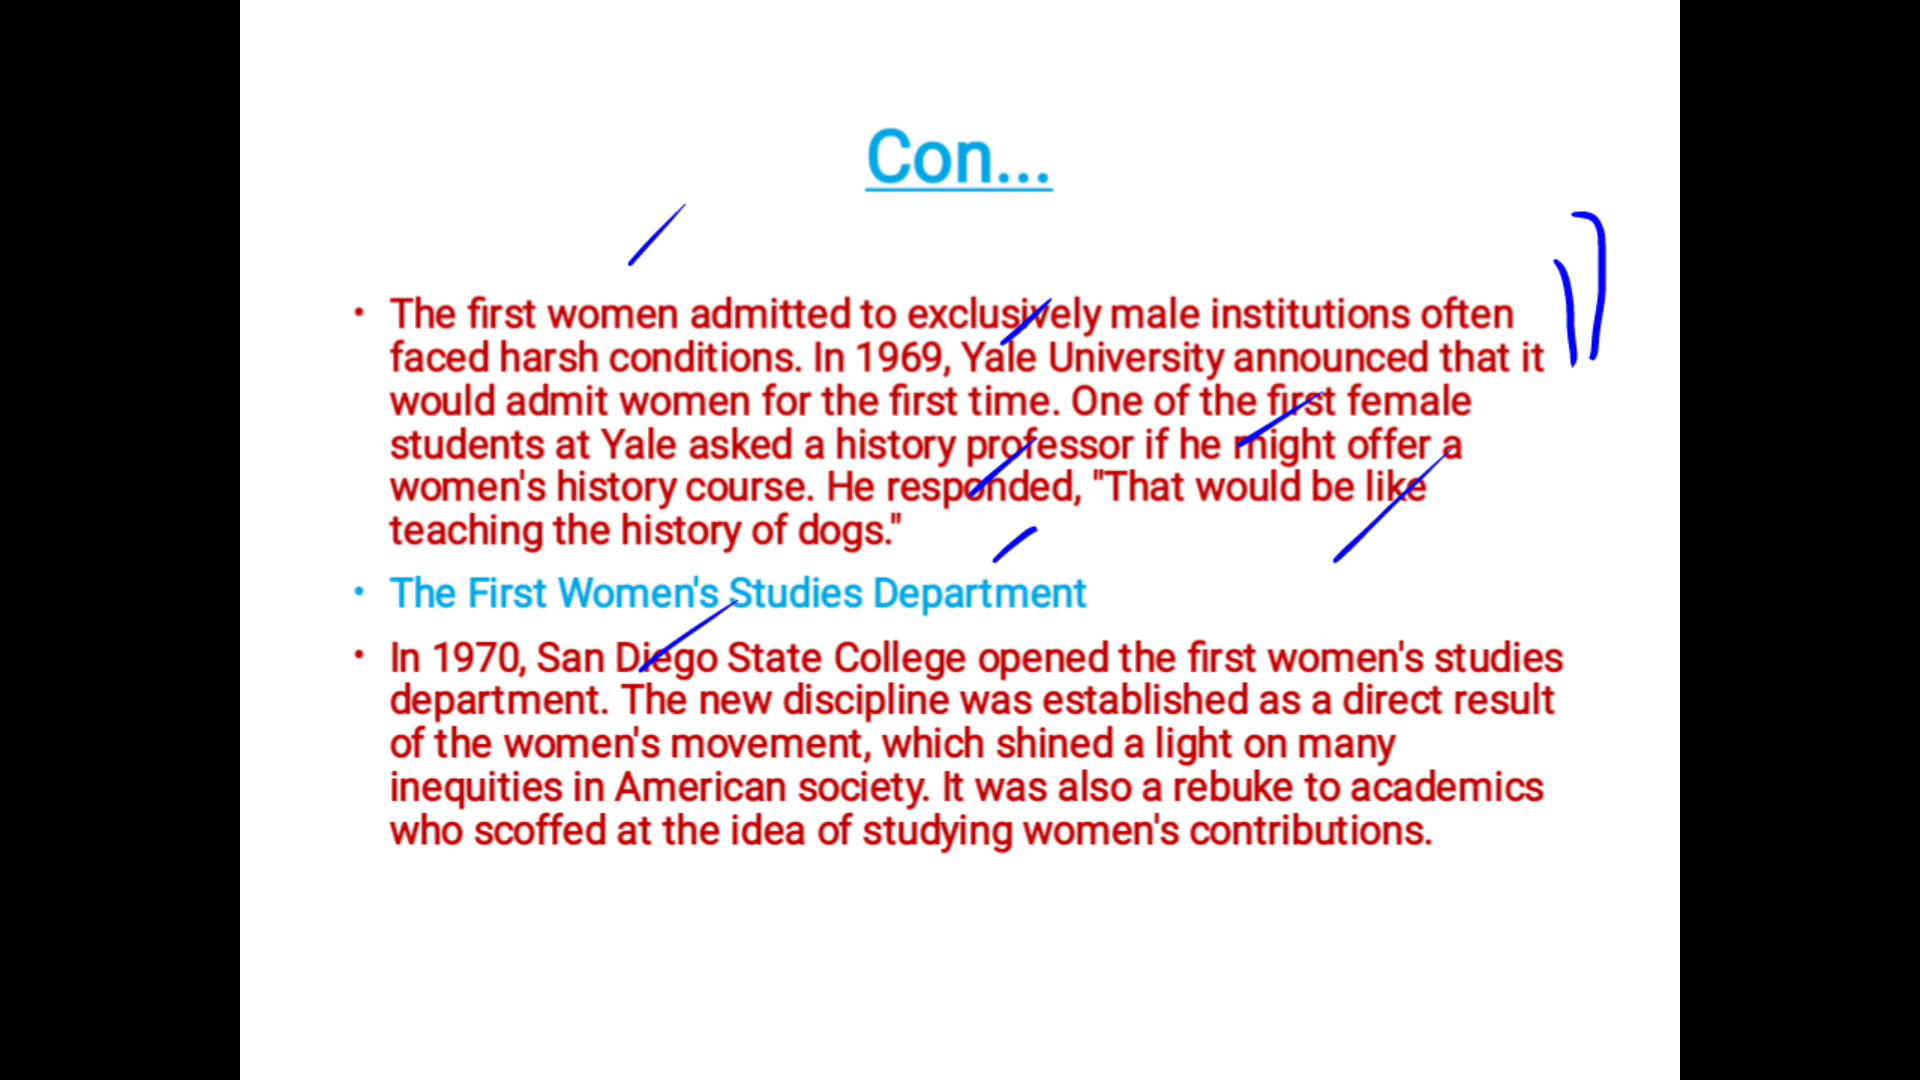 Con...
• The first women admitted to exclusively male institutions often
faced harsh conditions. In 1969, Yale University announced that it
would admit women for the first time. One of the first female
students at Yale asked a history professor if he might offer a
women's history course. He responded, "That would be like
teaching the history of dogs."
• The First Women's Studies Department
• In 1970, San Diego State College opened the first women's studies
department. The new discipline was established as a direct result
of the women's movement, which shined a light on many
inequities in American society. It was also a rebuke to academics
who scoffed at the idea of studying women's contributions.